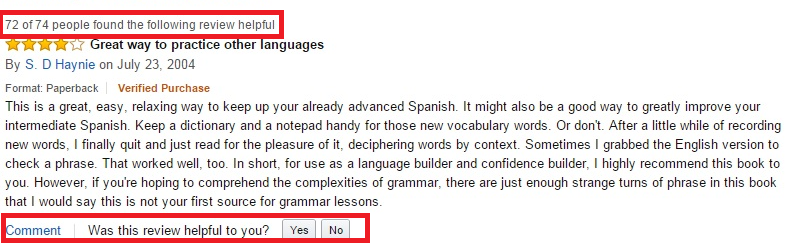 72 of 74 people found the following review helpful
Great way to practice other languages
By S. D Haynie on July 23, 2004
Format: Paperback | Verified Purchase
This is a great, easy, relaxing way to keep up your already advanced Spanish. It might also be a good way to greatly improve your
intermediate Spanish. Keep a dictionary and a notepad handy for those new vocabulary words. Or don't. After a little while of recording
new words, I finally quit and just read for the pleasure of it, deciphering words by context. Sometimes I grabbed the English version to
check a phrase. That worked well, too. In short, for use as a language builder and confidence builder, I highly recommend this book to
you. However, if you're hoping to comprehend the complexities of grammar, there are just enough strange turns of phrase in this book
that I would say this is not your first source for grammar lessons.
Comment | Was this review helpful to you? Yes No